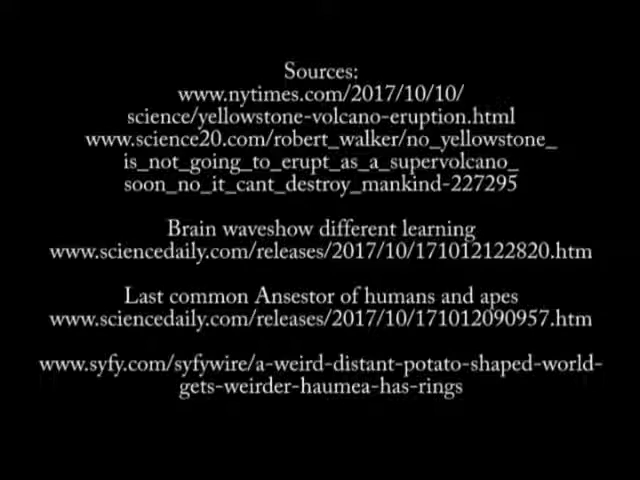 Sources:
www.nytimes.com/2017/10/10/
science/yellowstone-volcano-eruption.html
www.science20.com/robert_walker/no_yellowstone_
is_not_going_to_erupt_as_a_supervolcano_
soon_no_it_cant_destroy_mankind-227295
Brain waveshow different learning
www.sciencedaily.com/releases/2017/10/171012122820.htm
Last common Ansestor of humans and apes
www.sciencedaily.com/releases/2017/10/171012090957.htm
www.syfy.com/syfywire/a-weird-distant-potato-shaped-world-
gets-weirder-haumea-has-rings